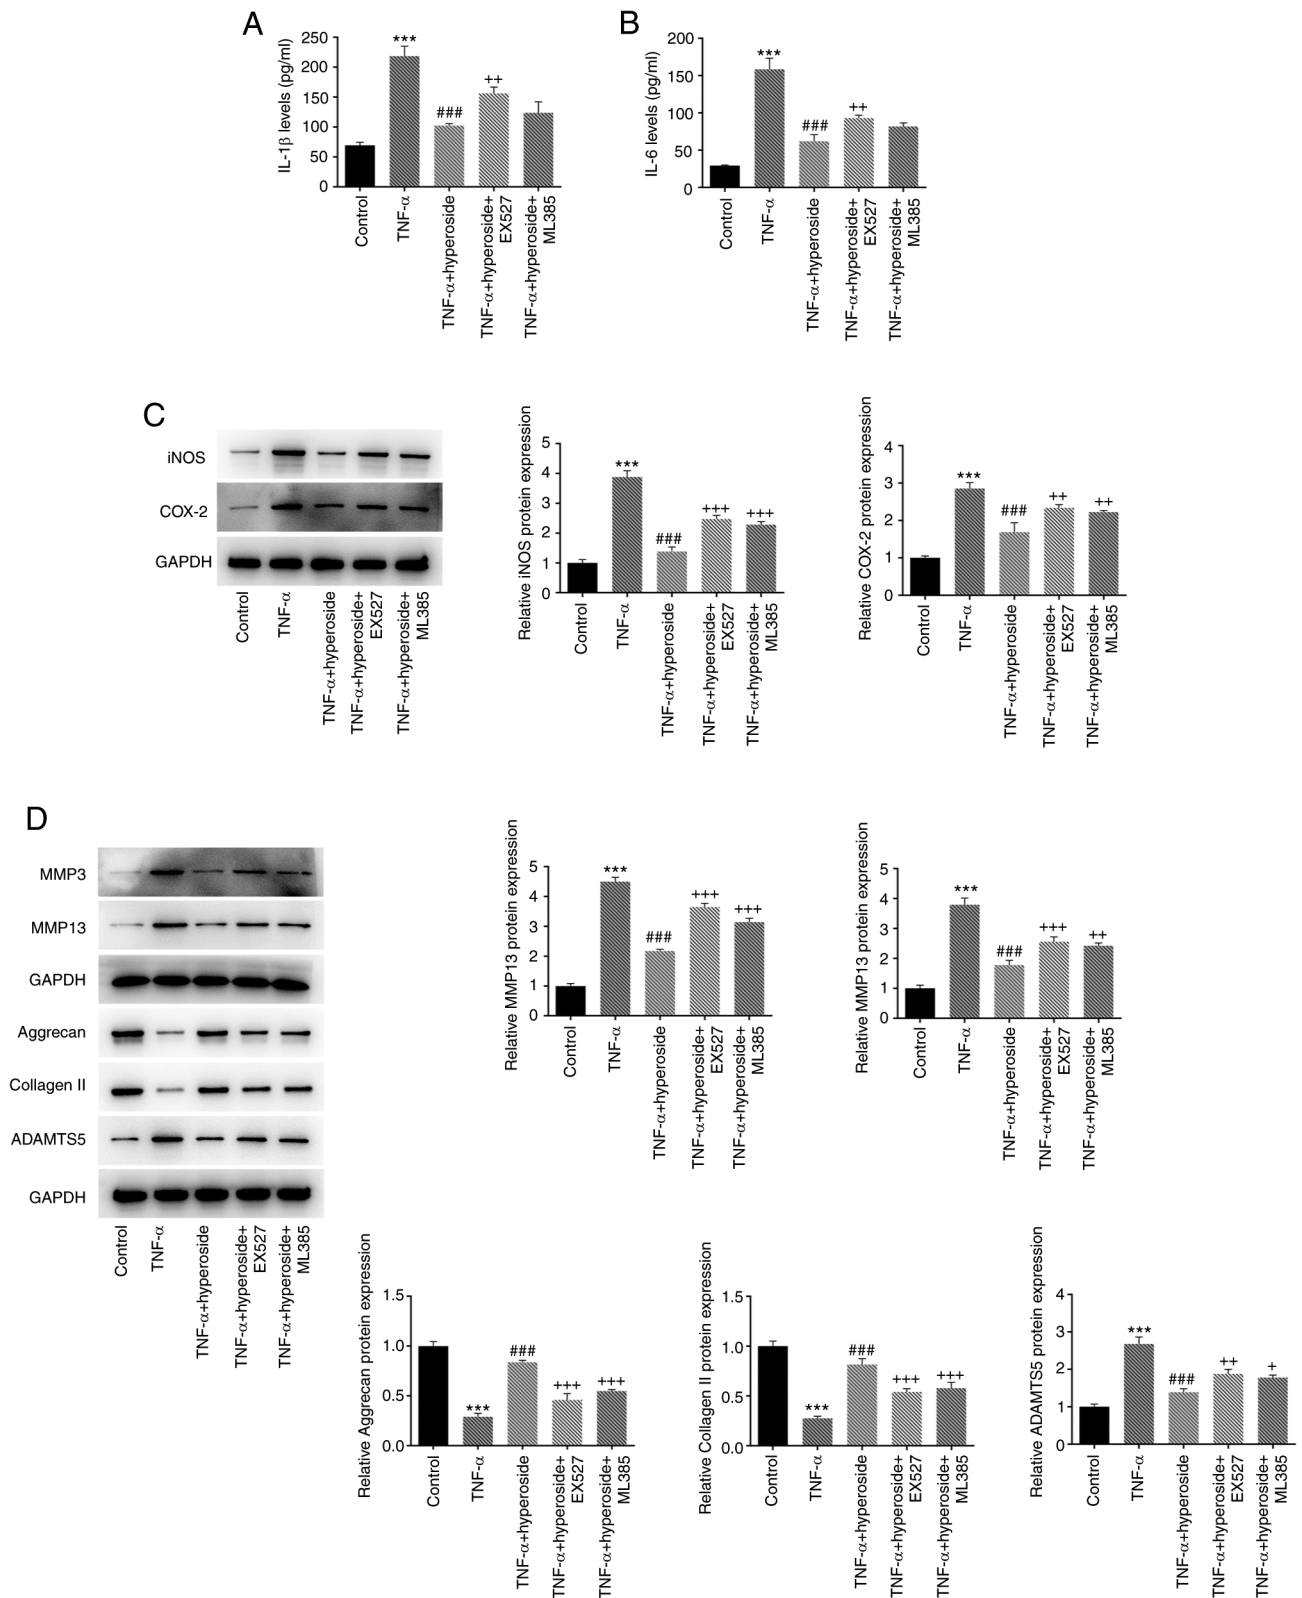 A
IL-1β levels (pg/ml)
250
200
150
100
50
0
***
###
++
Control
TNF-α
TNF-α+hyperoside
TNF-α+hyperoside+
EX527
TNF-α+hyperoside+
ML385
B
IL-6 levels (pg/ml)
200
150
100
50
0
***
###
++
Control
TNF-α
TNF-α+hyperoside
TNF-α+hyperoside+
EX527
TNF-α+hyperoside+
ML385
C
iNOS
COX-2
GAPDH
Control
TNF-α
TNF-α+hyperoside
TNF-α+hyperoside+
EX527
TNF-α+hyperoside+
ML385
Relative iNOS protein expression
5
4
3
2
1
0
***
###
+++
+++
Control
TNF-α
TNF-α+hyperoside
TNF-α+hyperoside+
EX527
TNF-α+hyperoside+
ML385
Relative COX-2 protein expression
4
3
2
1
0
***
###
++
++
Control
TNF-α
TNF-α+hyperoside
TNF-α+hyperoside+
EX527
TNF-α+hyperoside+
ML385
D
MMP3
MMP13
GAPDH
Aggrecan
Collagen II
ADAMTS5
GAPDH
Control
TNF-α
TNF-α+hyperoside
TNF-α+hyperoside+
EX527
TNF-α+hyperoside+
ML385
Relative MMP13 protein expression
5
4
3
2
1
0
***
###
+++
+++
Control
TNF-α
TNF-α+hyperoside
TNF-α+hyperoside+
EX527
TNF-α+hyperoside+
ML385
Relative MMP13 protein expression
5
4
3
2
1
0
***
###
+++
++
Control
TNF-α
TNF-α+hyperoside
TNF-α+hyperoside+
EX527
TNF-α+hyperoside+
ML385
Relative Aggrecan protein expression
1.5
1.0
0.5
0.0
***
###
+++
+++
Control
TNF-α
TNF-α+hyperoside
TNF-α+hyperoside+
EX527
TNF-α+hyperoside+
ML385
Relative Collagen II protein expression
1.5
1.0
0.5
0.0
***
###
+++
+++
Control
TNF-α
TNF-α+hyperoside
TNF-α+hyperoside+
EX527
TNF-α+hyperoside+
ML385
Relative ADAMTS5 protein expression
4
3
2
1
0
***
###
++
+
Control
TNF-α
TNF-α+hyperoside
TNF-α+hyperoside+
EX527
TNF-α+hyperoside+
ML385